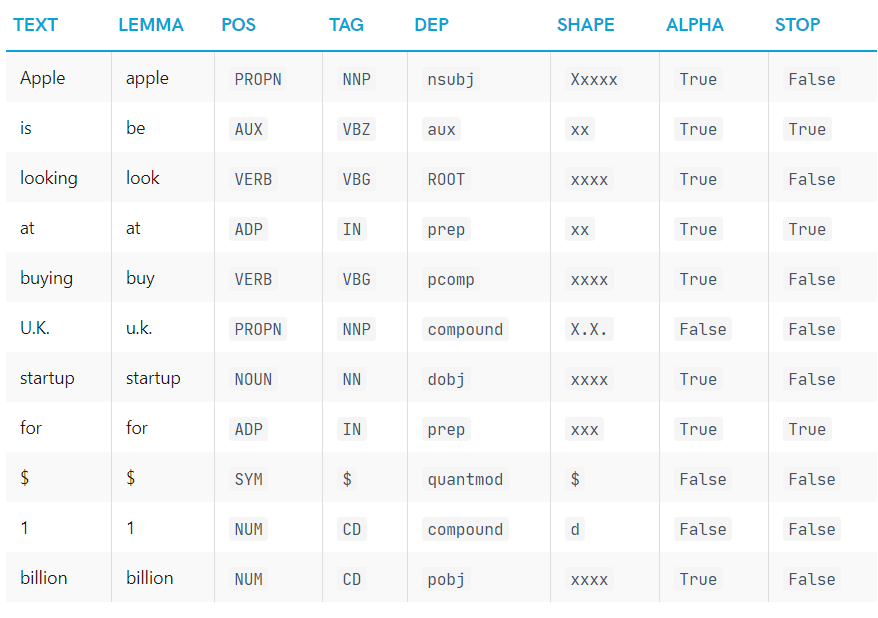 TEXT LEMMA POS TAG DEP SHAPE ALPHA STOP
Apple apple PROPN NNP nsubj Xxxxx True False
is be AUX VBZ aux xx True True
looking look VERB VBG ROOT xxxx True False
at at ADP IN prep xx True True
buying buy VERB VBG pcomp xxxx True False
U.K. u.k. PROPN NNP compound X.X. False False
startup startup NOUN NN dobj xxxx True False
for for ADP IN prep xxx True True
$ $ SYM $ quantmod $ False False
1 1 NUM CD compound d False False
billion billion NUM CD pobj xxxx True False